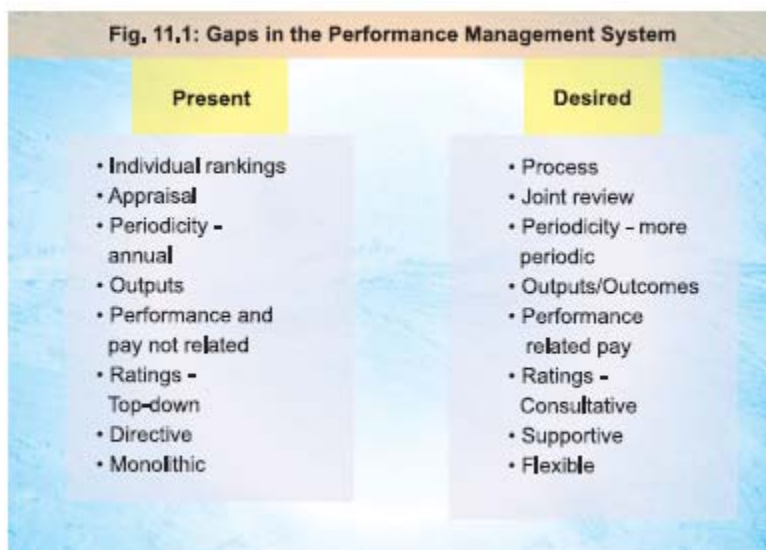 Fig. 11.1: Gaps in the Performance Management System
Present
• Individual rankings
• Appraisal
• Periodicity –
annual
• Outputs
• Performance and
pay not related
• Ratings –
Top-down
• Directive
• Monolithic
Desired
• Process
• Joint review
• Periodicity – more
periodic
• Outputs/Outcomes
• Performance
related pay
• Ratings –
Consultative
• Supportive
• Flexible